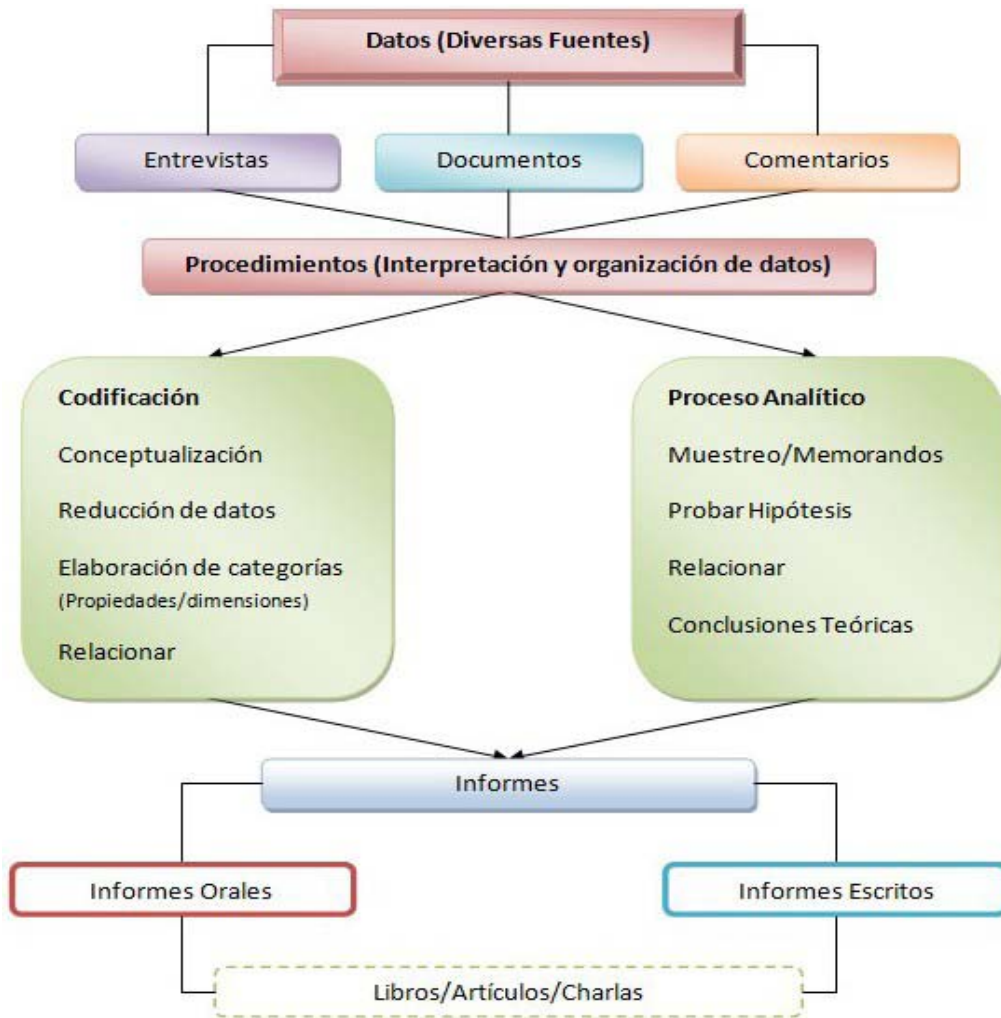 Datos (Diversas Fuentes)
Entrevistas
Documentos
Comentarios
Procedimientos (Interpretación y organización de datos)
Codificación
Conceptualización
Reducción de datos
Elaboración de categorías
(Propiedades/dimensiones)
Relacionar
Proceso Analítico
Muestreo/Memorandos
Probar Hipótesis
Relacionar
Conclusiones Teóricas
Informes
Informes Orales
Informes Escritos
Libros/Artículos/Charlas